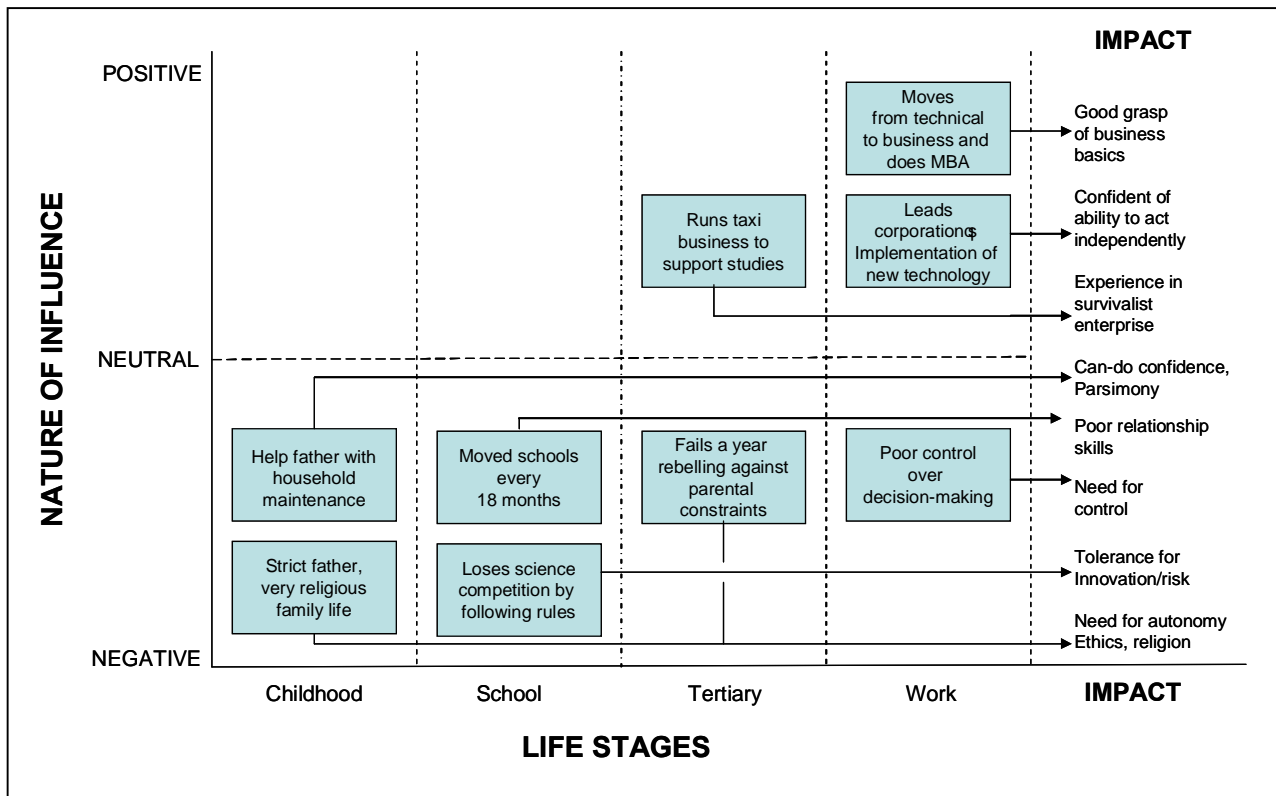 IMPACT
POSITIVE
Moves
from technical
to business and
does MBA
Good grasp
of business
basics
Runs taxi
business to
support studies
Leads
corporation$
Implementation of
new technology
Confident of
ability to act
independently
Experience in
survivalist
enterprise
NATURE OF INFLUENCE
NEUTRAL
Can-do confidence,
Parsimony
Help father with
household
maintenance
Moved schools
every
18 months
Fails a year
rebelling against
parental
constraints
Poor control
over
decision-making
Poor relationship
skills
Need for
control
Strict father,
very religious
family life
Loses science
competition by
following rules
Tolerance for
Innovation/risk
Need for autonomy
Ethics, religion
NEGATIVE
Childhood
School
Tertiary
Work
IMPACT
LIFE STAGES